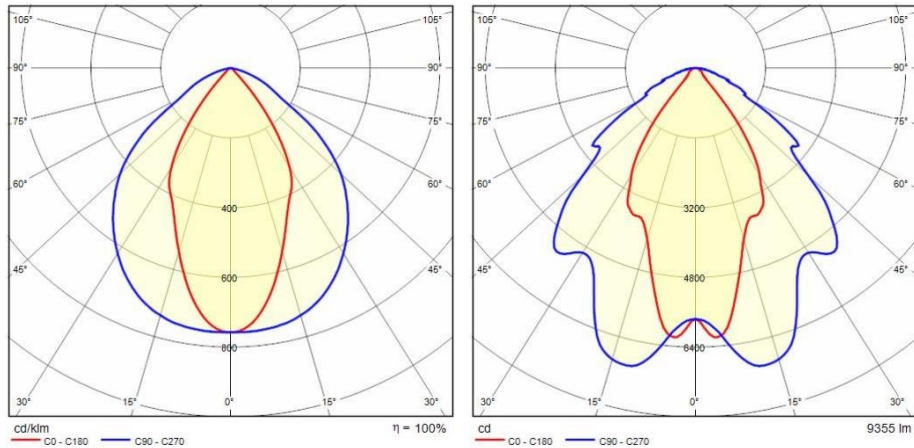 105° 105° 105° 105°
90° 90° 90° 90°
75° 75° 75° 75°
60° 60° 60° 60°
45° 45° 45° 45°
400
600
800
3200
4800
6400
30° 15° 0° 15° 30° 30° 15° 0° 15° 30°
cd/klm η = 100% cd 9355 lm
C0 - C180 C90 - C270 C0 - C180 C90 - C270